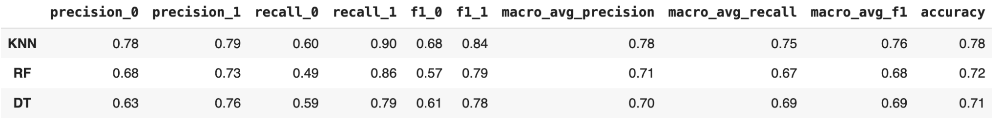 precision_0 precision_1 recall_0 recall_1 f1_0 f1_1 macro_avg_precision macro_avg_recall macro_avg_f1 accuracy
KNN 0.78 0.79 0.60 0.90 0.68 0.84 0.78 0.75 0.76 0.78
RF 0.68 0.73 0.49 0.86 0.57 0.79 0.71 0.67 0.68 0.72
DT 0.63 0.76 0.59 0.79 0.61 0.78 0.70 0.69 0.69 0.71